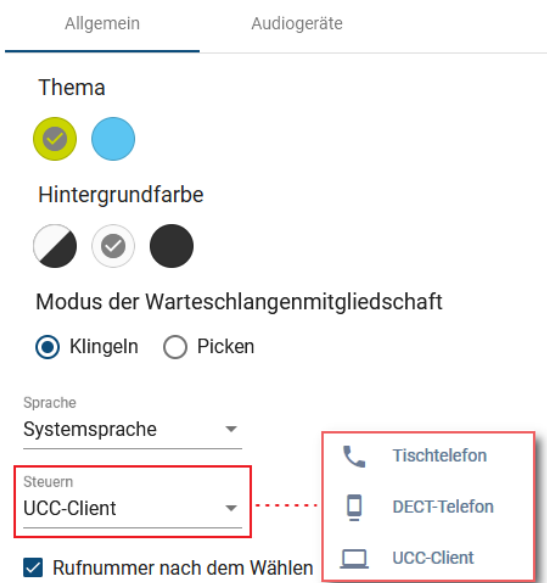 Allgemein Audiogeräte
Thema
Hintergrundfarbe
Modus der Warteschlangenmitgliedschaft
Klingeln Picken
Sprache
Systemsprache
Steuern
UCC-Client
Tischtelefon
DECT-Telefon
UCC-Client
Rufnummer nach dem Wählen